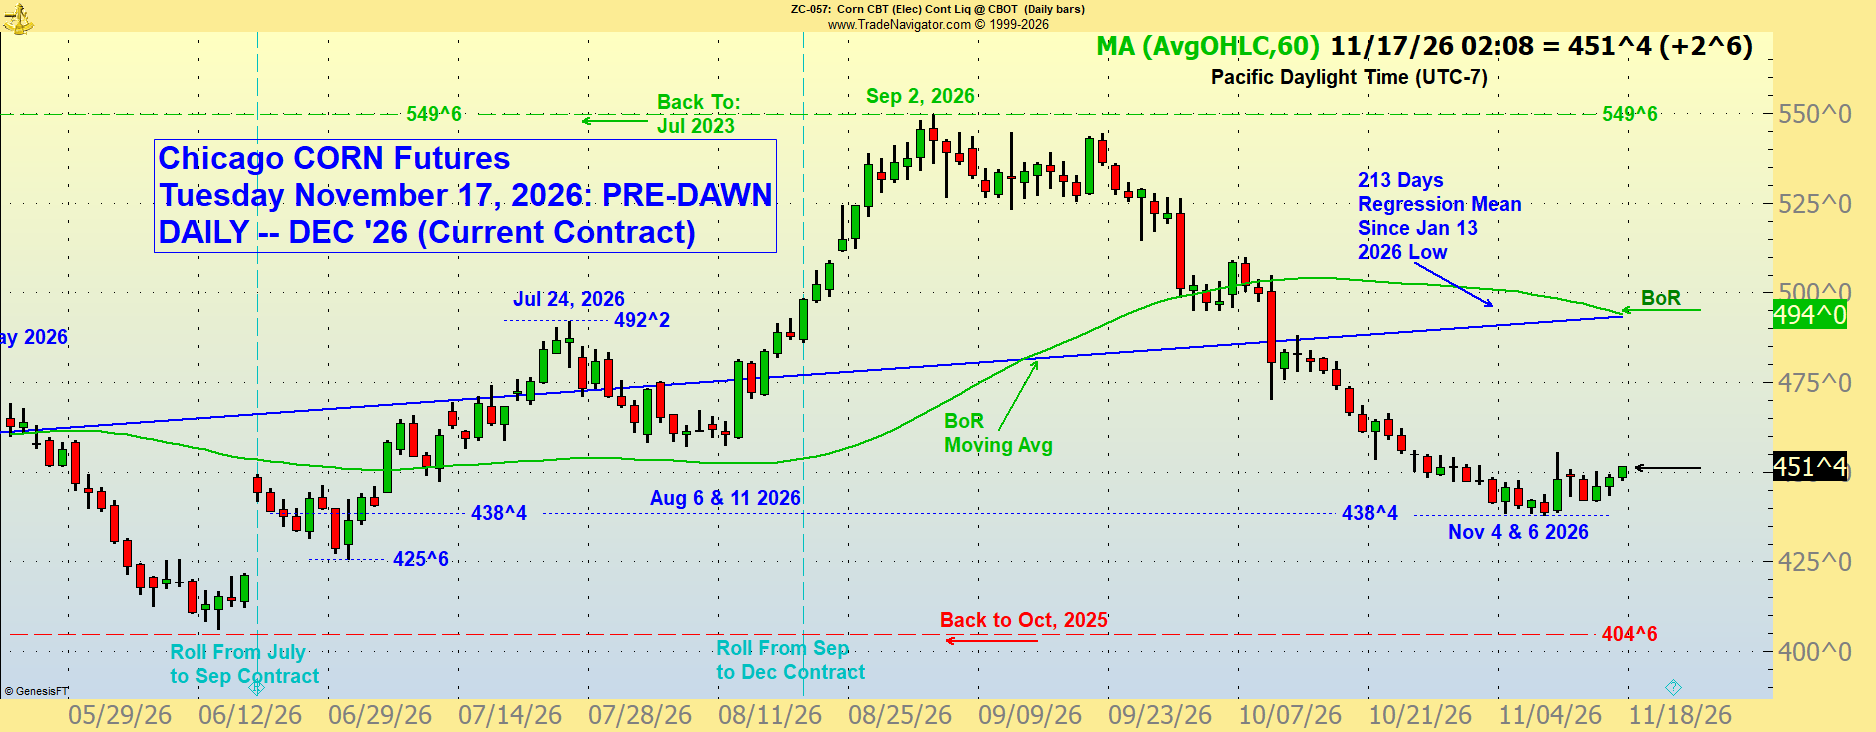 ZC-057: Corn CBT (Elec) Cont Liq @ CBOT (Daily bars)
www.TradeNavigator.com © 1999-2026
MA (AvgOHLC,60) 11/17/26 02:08 = 451^4 (+2^6)
Pacific Daylight Time (UTC-7)
Sep 2, 2026
549^6
Back To:
Jul 2023
549^6
550^0
Chicago CORN Futures
Tuesday November 17, 2026: PRE-DAWN
DAILY -- DEC '26 (Current Contract)
213 Days
Regression Mean
Since Jan 13
2026 Low
525^0
Jul 24, 2026
492^2
500^0
BoR
494^0
ay 2026
475^0
BoR
Moving Avg
451^4
Aug 6 & 11 2026
438^4
438^4
Nov 4 & 6 2026
425^6
425^0
Back to Oct, 2025
404^6
Roll From July
to Sep Contract
Roll From Sep
to Dec Contract
400^0
© GenesisFT
05/29/26 06/12/26 06/29/26 07/14/26 07/28/26 08/11/26 08/25/26 09/09/26 09/23/26 10/07/26 10/21/26 11/04/26 11/18/26